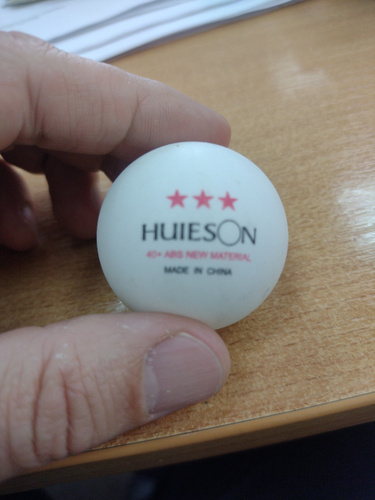 ★★★
HUIESON
40+ ABS NEW MATERIAL
MADE IN CHINA